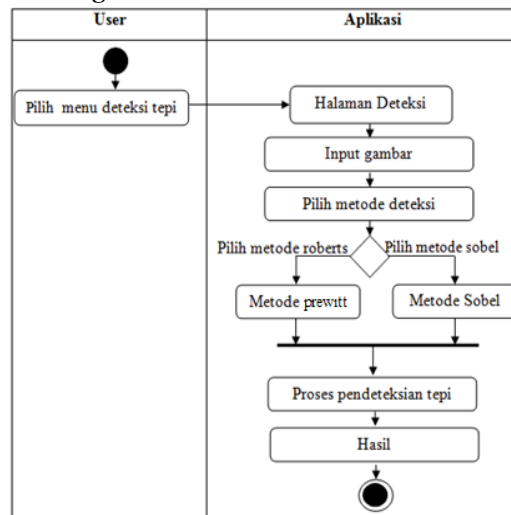 User
Aplikasi
Pilih menu deteksi tepi
Halaman Deteksi
Input gambar
Pilih metode deteksi
Pilih metode roberts
Pilih metode sobel
Metode prewitt
Metode Sobel
Proses pendeteksian tepi
Hasil